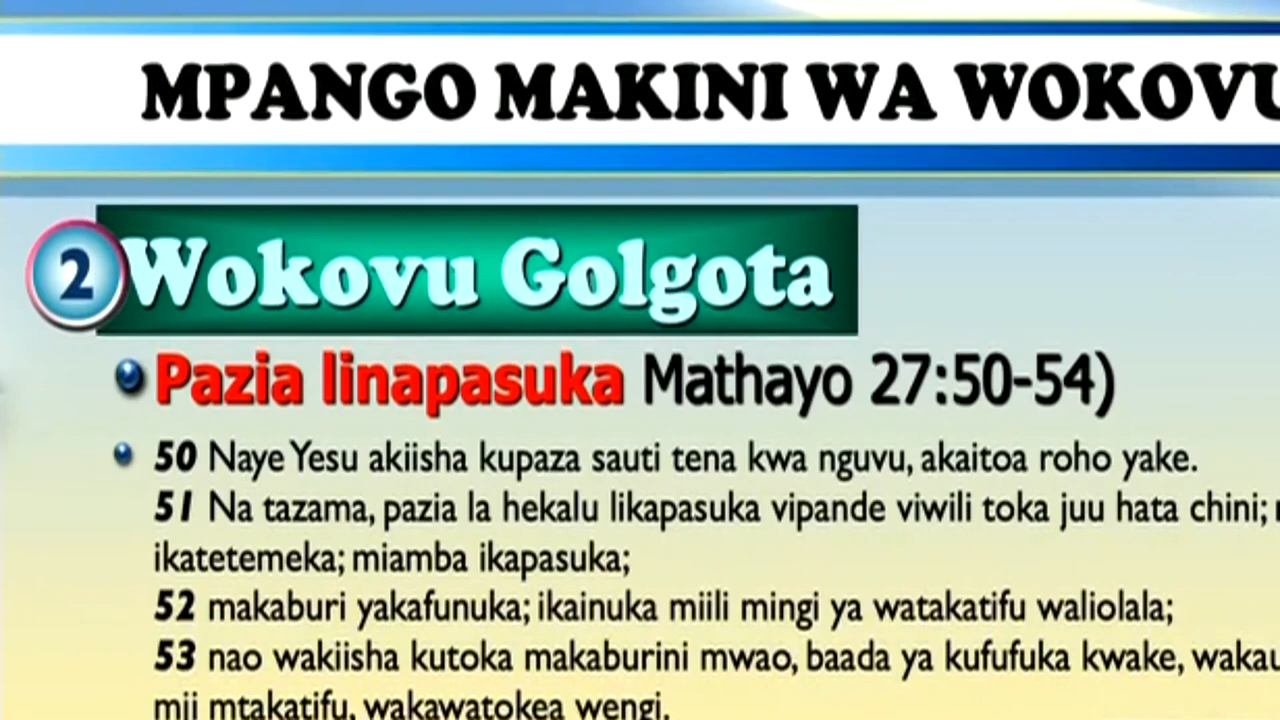 MPANGO MAKINI WA WOKOVU
2 Wokovu Golgota
Pazia linapasuka Mathayo 27:50-54)
50 Naye Yesu akiisha kupaza sauti tena kwa nguvu, akaitoa roho yake.
51 Na tazama, pazia la hekalu likapasuka vipande viwili toka juu hata chini;
ikatetemeka; miamba ikapasuka;
52 makaburi yakafunuka; ikainuka miili mingi ya watakatifu waliolala;
53 nao wakiisha kutoka makaburini mwao, baada ya kufufuka kwake,
mji mtakatifu, wakawatokea wengi.